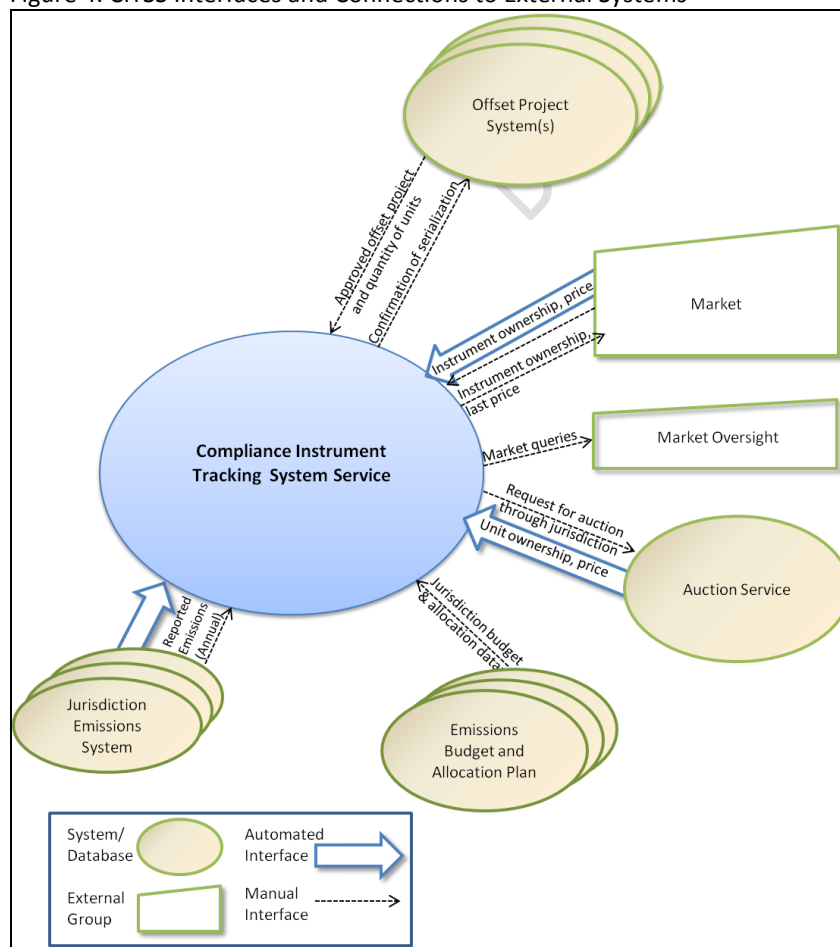 Figure 4. CITSS Interfaces and Connections to External Systems
Offset Project
System(s)
D
Approved offset project
and quantity of units
Confirmation of serialization
Instrument ownership, price
Instrument ownership,
last price
Market
Compliance Instrument
Tracking System Service
Market queries
Market Oversight
Request for auction
through jurisdiction
Unit ownership, price
Auction Service
Reported
Emissions
(Annual)
Jurisdiction budget
& allocation data
Jurisdiction
Emissions
System
Emissions
Budget and
Allocation Plan
System/
Database
Automated
Interface
External
Group
Manual
Interface